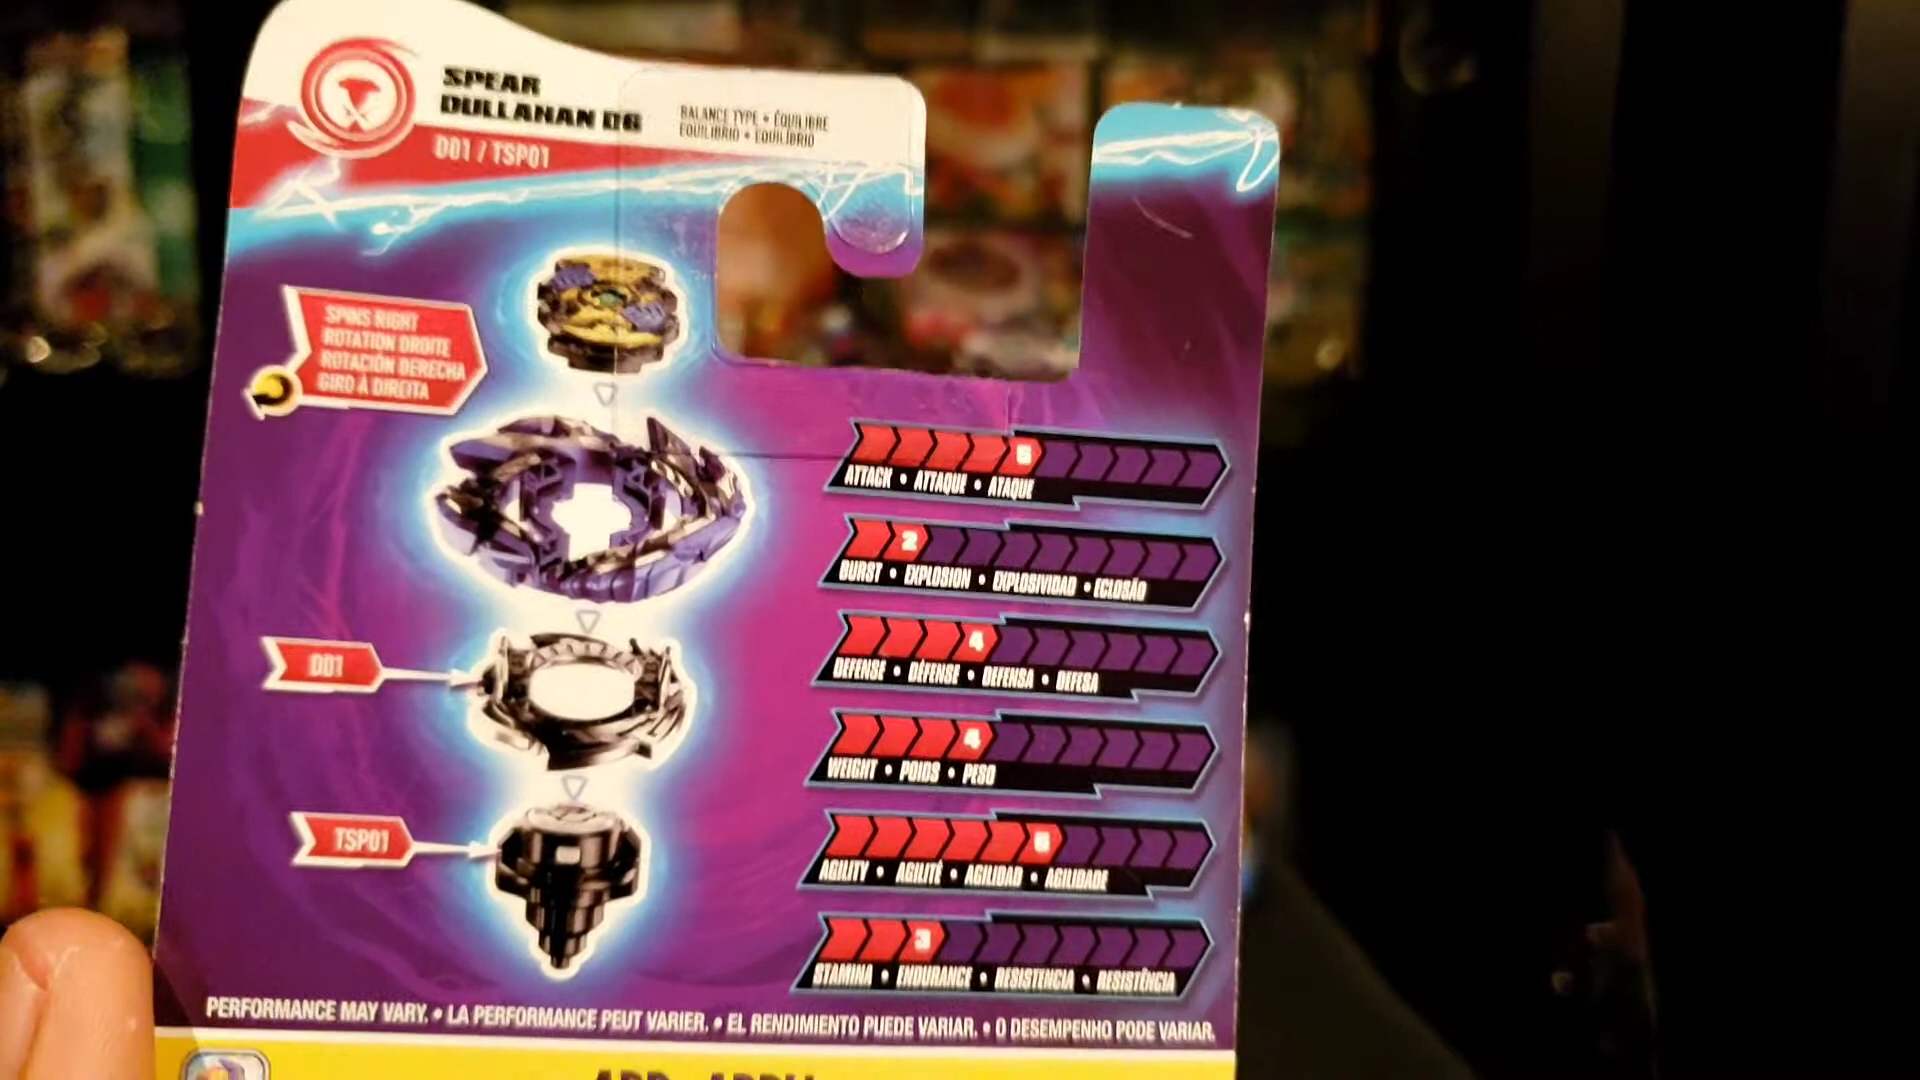 SPEAR
DULLAHAN D6
BALANCE TYPE • ÉQUILIBRE
EQUILIBRIO • EQUILÍBRIO
D01 / TSP01
SPINS RIGHT
ROTATION DROITE
ROTACIÓN DERECHA
GIRO À DIREITA
5
ATTACK • ATTAQUE • ATAQUE
2
BURST • EXPLOSION • EXPLOSIVIDAD • ECLOSÃO
4
DEFENSE • DÉFENSE • DEFENSA • DEFESA
D01
4
WEIGHT • POIDS • PESO
TSP01
6
AGILITY • AGILITÉ • AGILIDAD • AGILIDADE
3
STAMINA • ENDURANCE • RESISTENCIA • RESISTÊNCIA
PERFORMANCE MAY VARY. • LA PERFORMANCE PEUT VARIER. • EL RENDIMIENTO PUEDE VARIAR. • O DESEMPENHO PODE VARIAR.